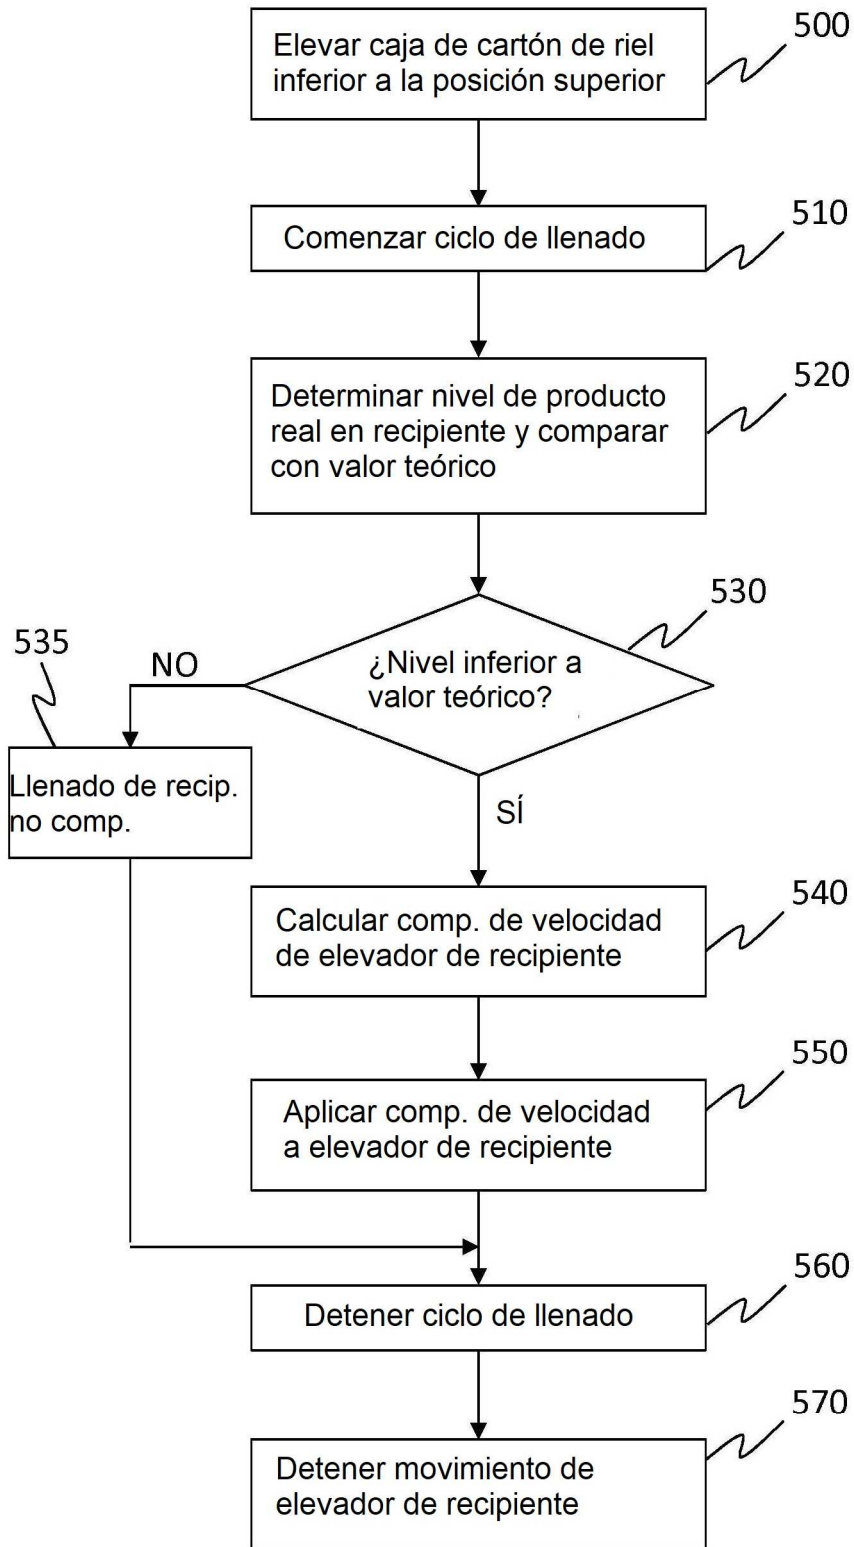 Elevar caja de cartón de riel
inferior a la posición superior
500
Comenzar ciclo de llenado
510
Determinar nivel de producto
real en recipiente y comparar
con valor teórico
520
¿Nivel inferior a
valor teórico?
530
NO
535
Llenado de recip.
no comp.
SÍ
Calcular comp. de velocidad
de elevador de recipiente
540
Aplicar comp. de velocidad
a elevador de recipiente
550
Detener ciclo de llenado
560
Detener movimiento de
elevador de recipiente
570